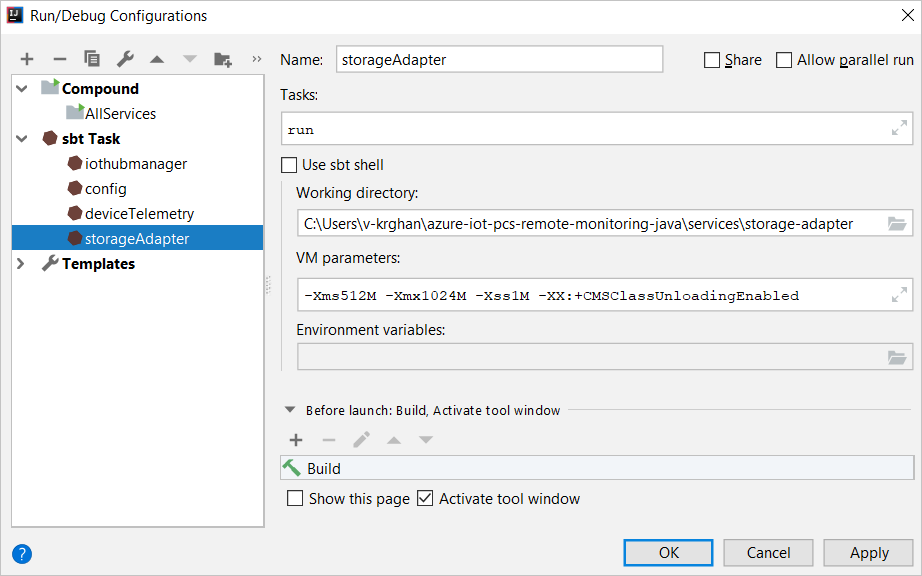 Run/Debug Configurations
Name: storageAdapter
Share
Allow parallel run
Compound
AllServices
sbt Task
iothubmanager
config
deviceTelemetry
storageAdapter
Templates
Tasks:
run
Use sbt shell
Working directory:
C:\Users\v-krghan\azure-iot-pcs-remote-monitoring-java\services\storage-adapter
VM parameters:
-Xms512M -Xmx1024M -Xss1M -XX:+CMSClassUnloadingEnabled
Environment variables:
Before launch: Build, Activate tool window
Build
Show this page
Activate tool window
?
OK
Cancel
Apply